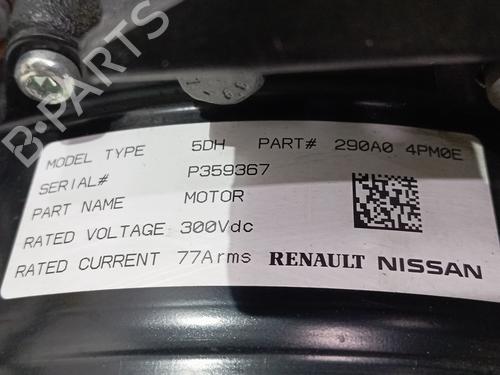 B-PARTS
MODEL TYPE 5DH PART# 290A0 4PM0E
SERIAL# P359367
PART NAME MOTOR
RATED VOLTAGE 300Vdc
RATED CURRENT 77Arms RENAULT NISSAN